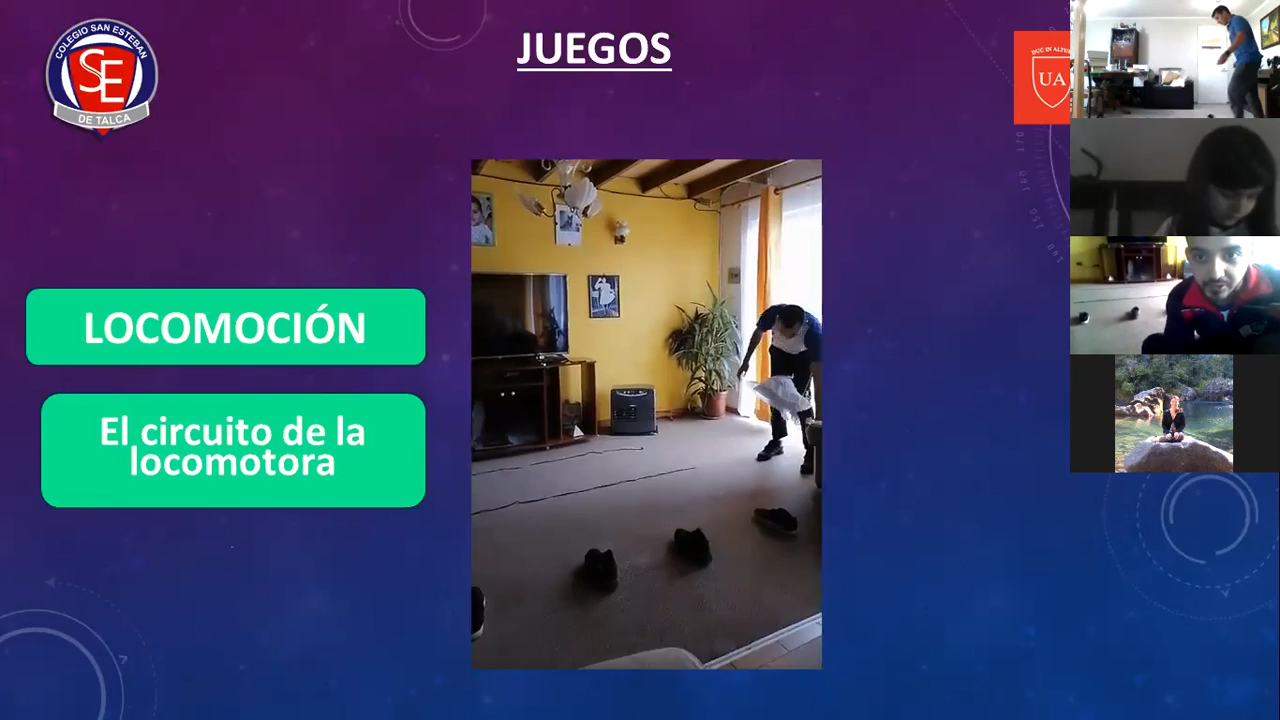 COLEGIO SAN ESTEBAN
SE
DE TALCA
JUEGOS
UA
LOCOMOCIÓN
El circuito de la
locomotora